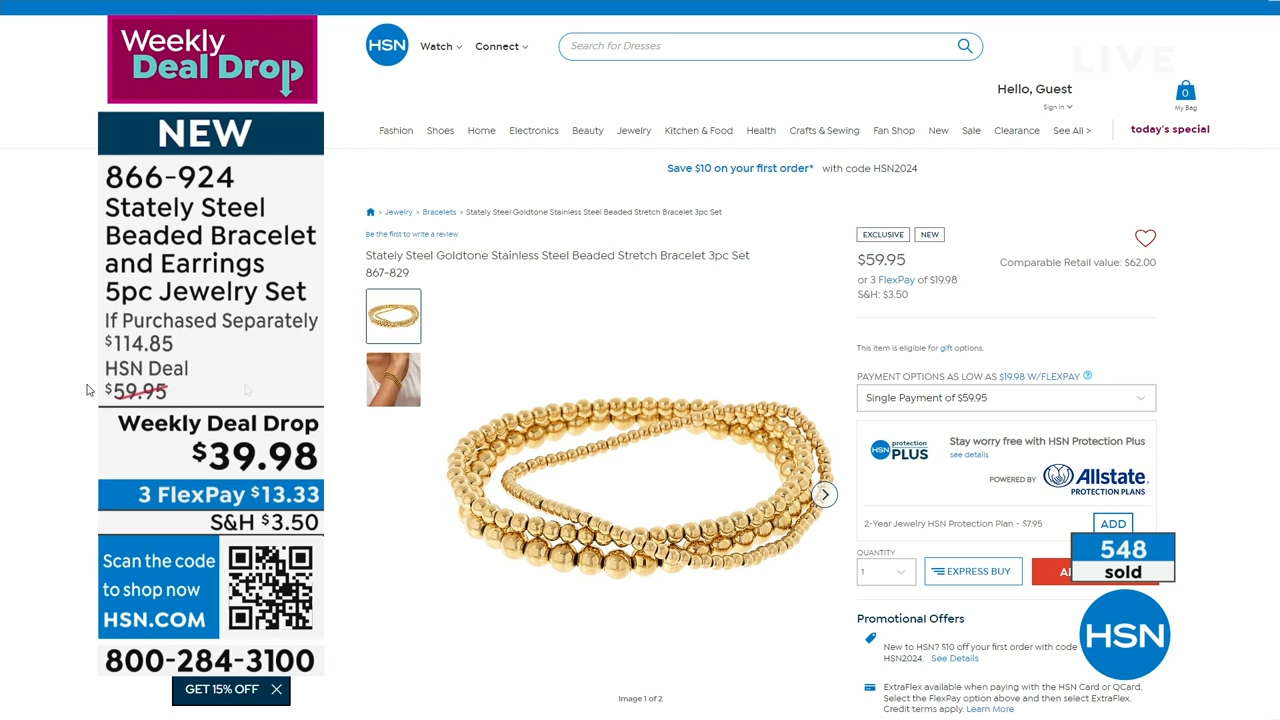 Weekly
Deal Drop
NEW
866-924
Stately Steel
Beaded Bracelet
and Earrings
5pc Jewelry Set
If Purchased Separately
$114.85
HSN Deal
$59.95
Weekly Deal Drop
$39.98
3 FlexPay $13.33
S&H $3.50
Scan the code
to shop now
HSN.COM
800-284-3100
GET 15% OFF
HSN
Watch
Connect
Search for Dresses
LIVE
Hello, Guest
Sign in
0
My Bag
Fashion Shoes Home Electronics Beauty Jewelry Kitchen & Food Health Crafts & Sewing Fan Shop New Sale Clearance See All > today's special
Save $10 on your first order* with code HSN2024
> Jewelry > Bracelets > Stately Steel Goldtone Stainless Steel Beaded Stretch Bracelet 3pc Set
Be the first to write a review
Stately Steel Goldtone Stainless Steel Beaded Stretch Bracelet 3pc Set
867-829
Image 1 of 2
EXCLUSIVE NEW
$59.95
Comparable Retail value: $62.00
or 3 FlexPay of $19.98
S&H: $3.50
This item is eligible for gift options.
PAYMENT OPTIONS AS LOW AS $19.98 W/FLEXPAY
Single Payment of $59.95
HSN protection PLUS
Stay worry free with HSN Protection Plus
see details
POWERED BY Allstate
PROTECTION PLANS
2-Year Jewelry HSN Protection Plan - $7.95
ADD
548
sold
QUANTITY
1
EXPRESS BUY
Promotional Offers
New to HSN? $10 off your first order with code
HSN2024. See Details
HSN
ExtraFlex available when paying with the HSN Card or QCard.
Select the FlexPay option above and then select ExtraFlex.
Credit terms apply. Learn More